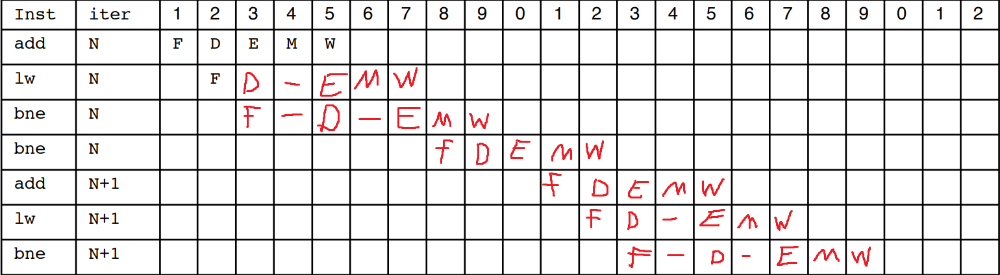 Inst iter 1 2 3 4 5 6 7 8 9 0 1 2 3 4 5 6 7 8 9 0 1 2
add N F D E M W
lw N F D - E M W
bne N F - D - E M W
bne N F D E M W
add N+1 F D E M W
lw N+1 F D - E M W
bne N+1 F - D - E M W